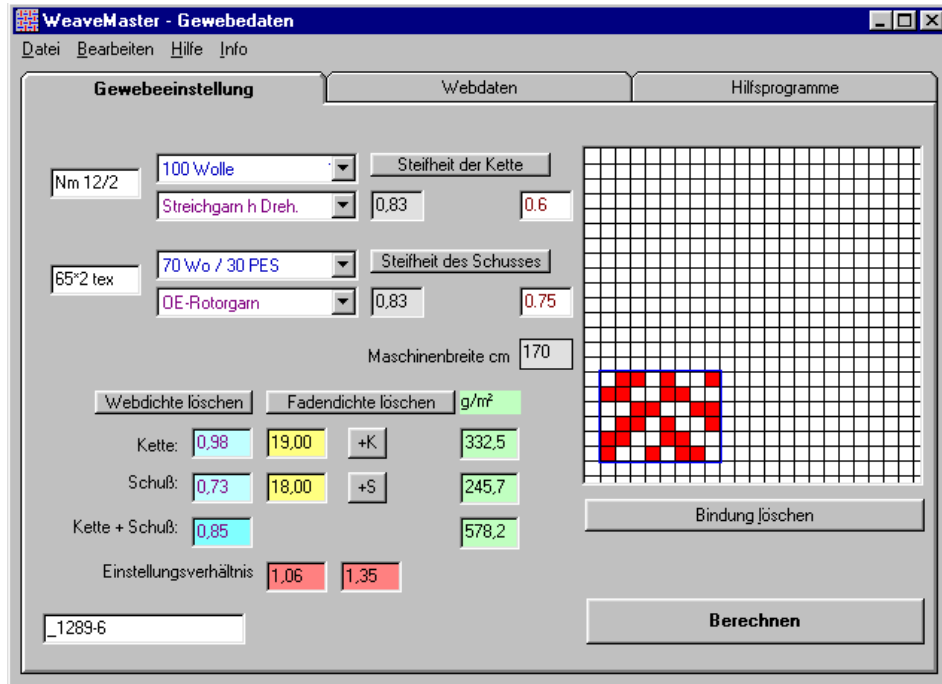 WeaveMaster - Gewebedaten
Datei Bearbeiten Hilfe Info
Gewebeeinstellung Webdaten Hilfsprogramme
Nm 12/2
100 Wolle
Steifheit der Kette
Streichgarn h Dreh.
0,83
0.6
65*2 tex
70 Wo / 30 PES
Steifheit des Schusses
OE-Rotorgarn
0,83
0.75
Maschinenbreite cm 170
Webdichte löschen Fadendichte löschen g/m²
Kette: 0,98 19,00 +K 332,5
Schuß: 0,73 18,00 +S 245,7
Kette + Schuß: 0,85 578,2
Einstellungsverhältnis 1,06 1,35
_1289-6
Bindung löschen
Berechnen